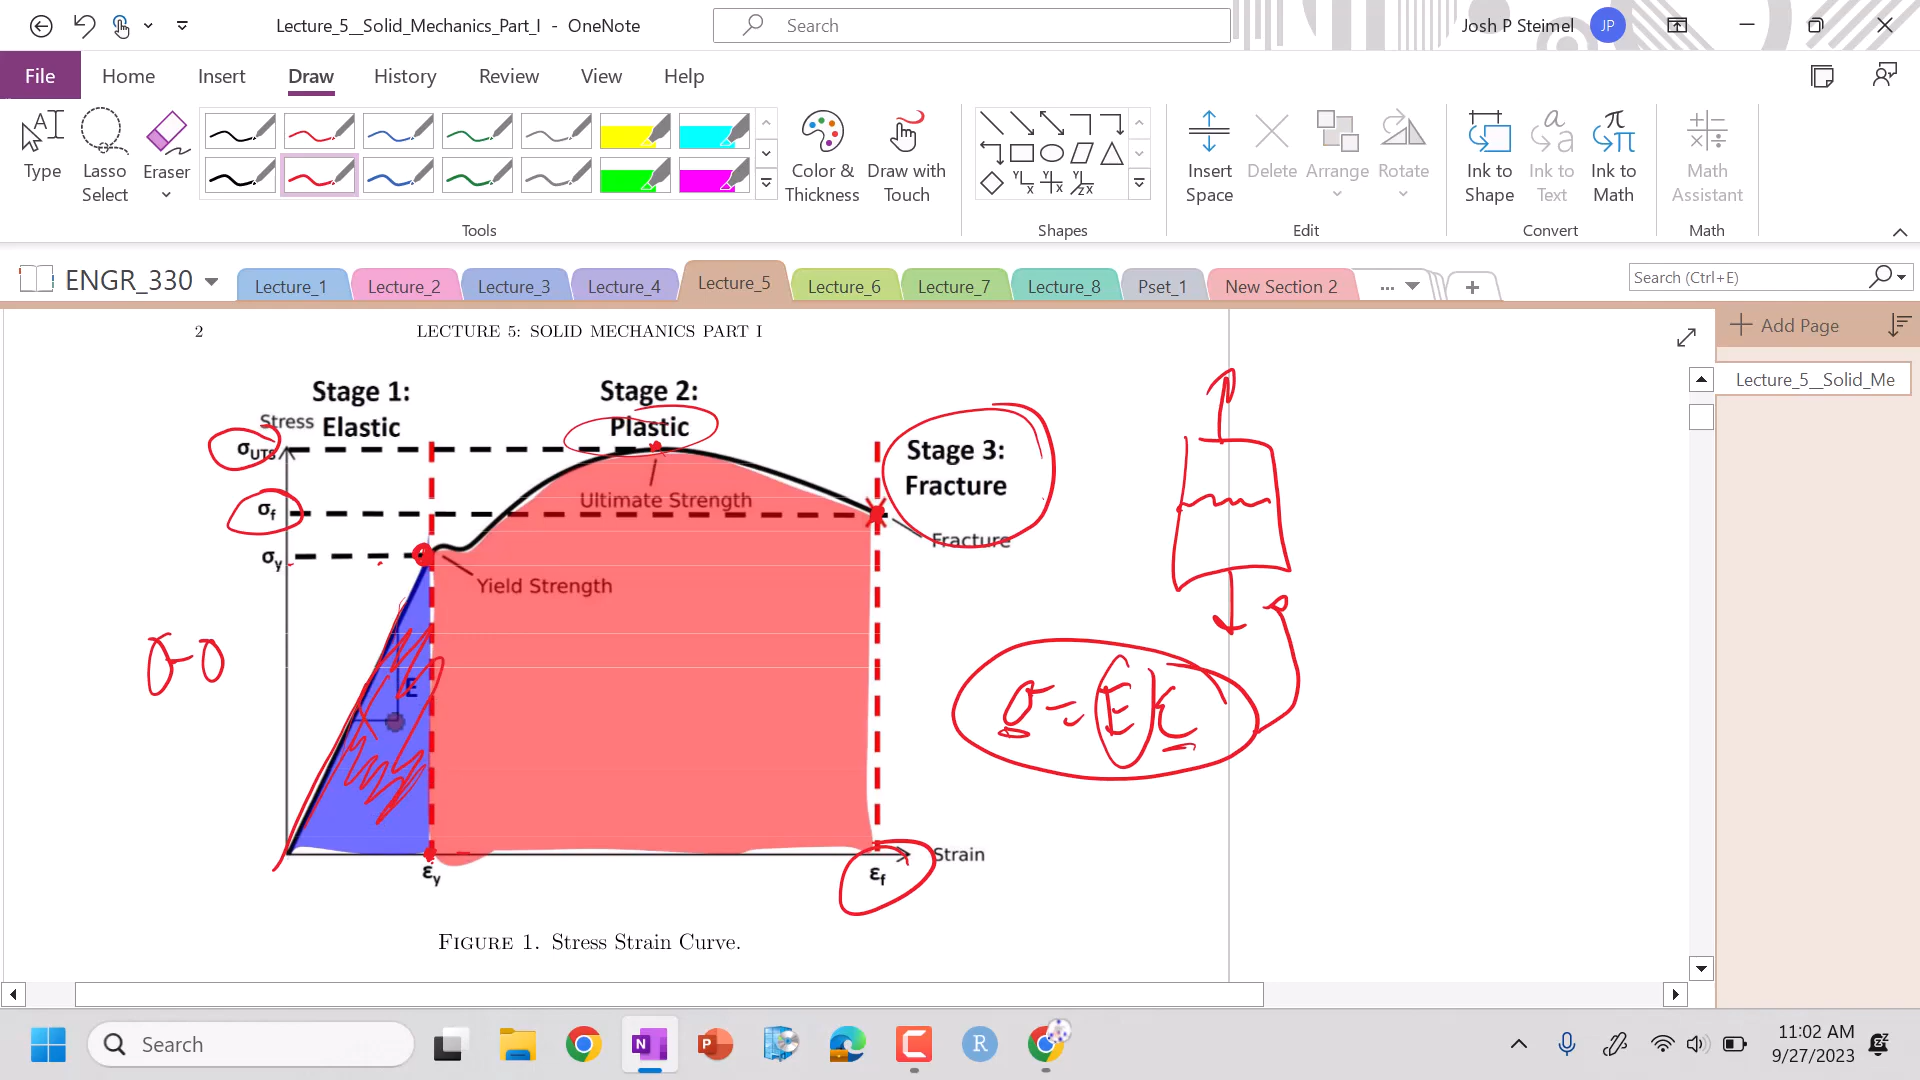 Lecture_5__Solid_Mechanics_Part_I - OneNote
Search
Josh P Steimel
JP
File
Home
Insert
Draw
History
Review
View
Help
Type
Lasso Select
Eraser
Color & Thickness
Draw with Touch
Insert Space
Delete
Arrange
Rotate
Ink to Shape
Ink to Text
Ink to Math
Math Assistant
Tools
Shapes
Edit
Convert
Math
ENGR_330
Lecture_1
Lecture_2
Lecture_3
Lecture_4
Lecture_5
Lecture_6
Lecture_7
Lecture_8
Pset_1
New Section 2
...
Search (Ctrl+E)
Add Page
Lecture_5__Solid_Me
2
LECTURE 5: SOLID MECHANICS PART I
Stage 1:
Elastic
Stage 2:
Plastic
Stage 3:
Fracture
Stress
σUTS
σf
σy
Ultimate Strength
Fracture
Yield Strength
E
σ = E ε
Strain
εy
εf
FIGURE 1. Stress Strain Curve.
Search
11:02 AM
9/27/2023